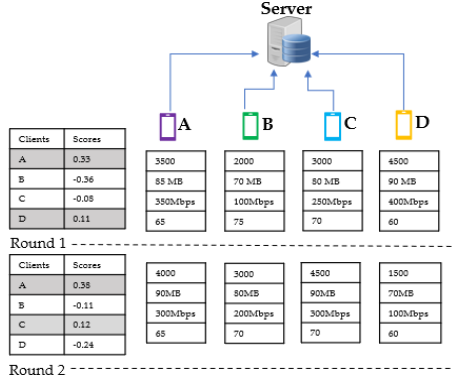 Server
A B C D
Clients Scores
A 0.33
B -0.36
C -0.08
D 0.11
3500 2000 3000 4500
85 MB 70 MB 80 MB 90 MB
350Mbps 100Mbps 250Mbps 400Mbps
65 75 70 60
Round 1
Clients Scores
A 0.38
B -0.11
C 0.12
D -0.24
4000 3000 4500 1500
90MB 80MB 90MB 70MB
300Mbps 200Mbps 300Mbps 100Mbps
65 70 70 60
Round 2